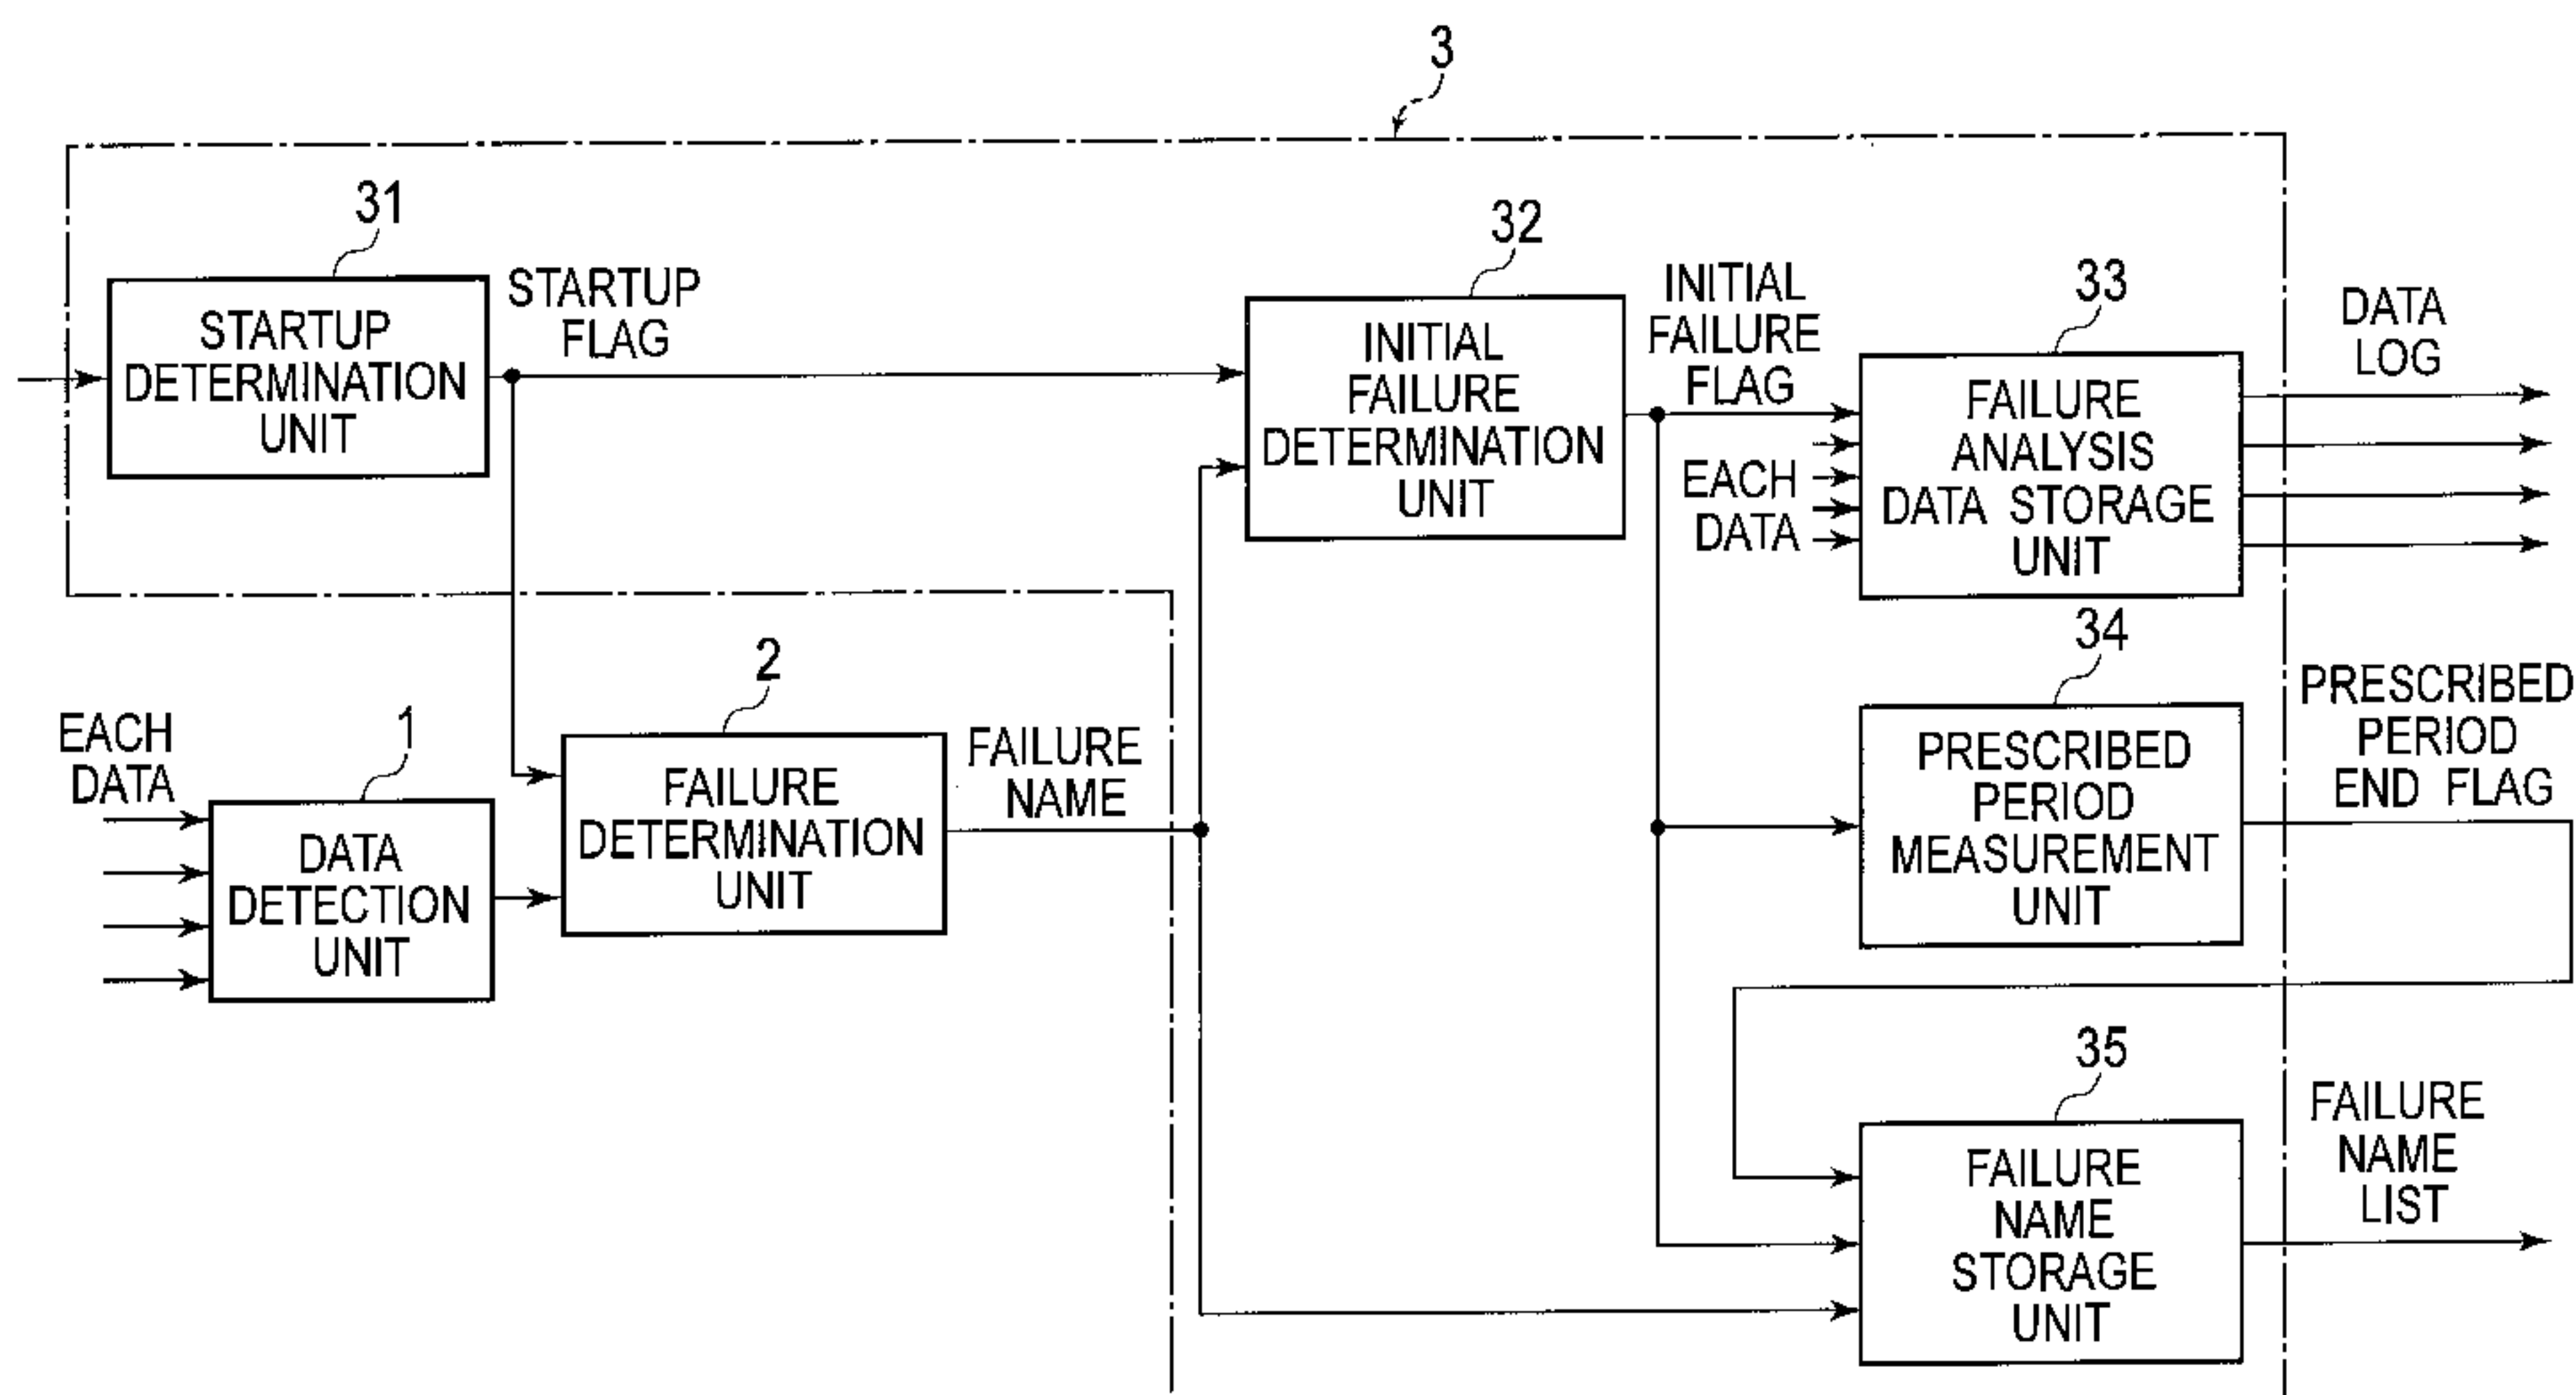 3
31
STARTUP
DETERMINATION
UNIT
STARTUP
FLAG
32
INITIAL
FAILURE
DETERMINATION
UNIT
INITIAL
FAILURE
FLAG
EACH
DATA
33
FAILURE
ANALYSIS
DATA STORAGE
UNIT
DATA
LOG
EACH
DATA
1
DATA
DETECTION
UNIT
2
FAILURE
DETERMINATION
UNIT
FAILURE
NAME
34
PRESCRIBED
PERIOD
MEASUREMENT
UNIT
PRESCRIBED
PERIOD
END FLAG
35
FAILURE
NAME
STORAGE
UNIT
FAILURE
NAME
LIST